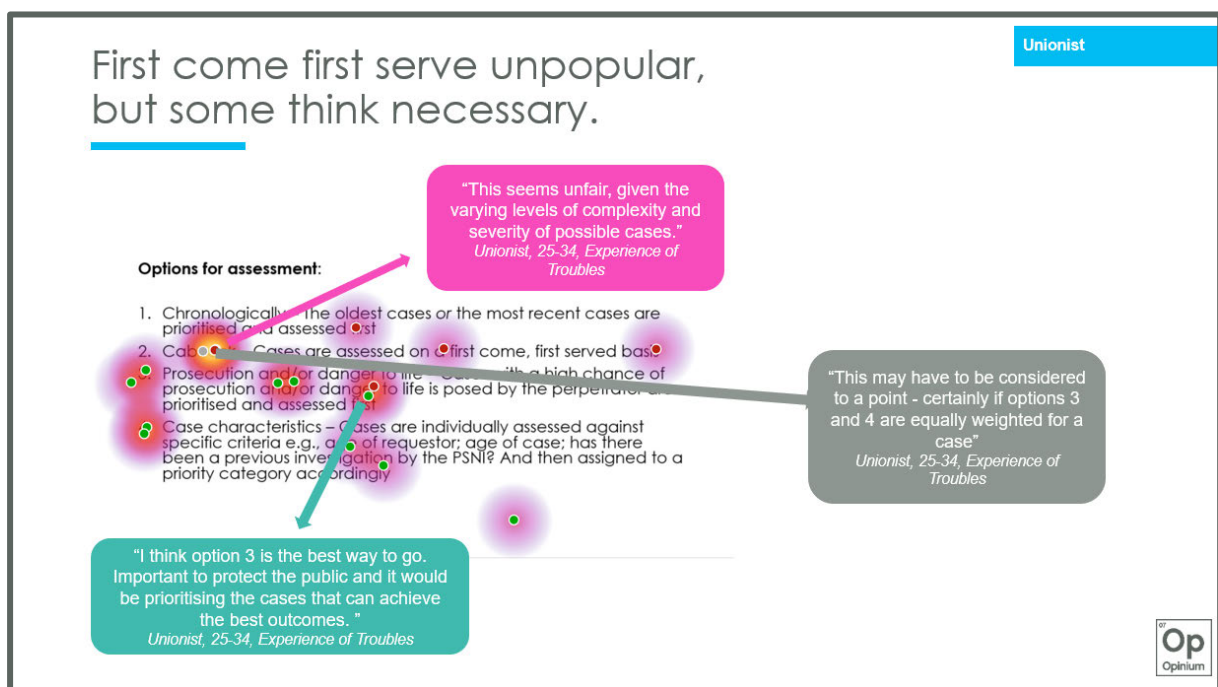 Unionist
First come first serve unpopular,
but some think necessary.
“This seems unfair, given the
varying levels of complexity and
severity of possible cases.”
Unionist, 25-34, Experience of
Troubles
Options for assessment:
1. Chronologically – The oldest cases or the most recent cases are
prioritised and assessed first
2. Cases are assessed on a first come, first served basis
3. Prosecution and/or danger to life – with a high chance of
prosecution and/or danger to life is posed by the perpetrator are
prioritised and assessed first
4. Case characteristics – Cases are individually assessed against
specific criteria e.g., age of requestor; age of case; has there
been a previous investigation by the PSNI? And then assigned to a
priority category accordingly
“This may have to be considered
to a point - certainly if options 3
and 4 are equally weighted for a
case”
Unionist, 25-34, Experience of
Troubles
“I think option 3 is the best way to go.
Important to protect the public and it would
be prioritising the cases that can achieve
the best outcomes. ”
Unionist, 25-34, Experience of Troubles
07
Op
Opinium